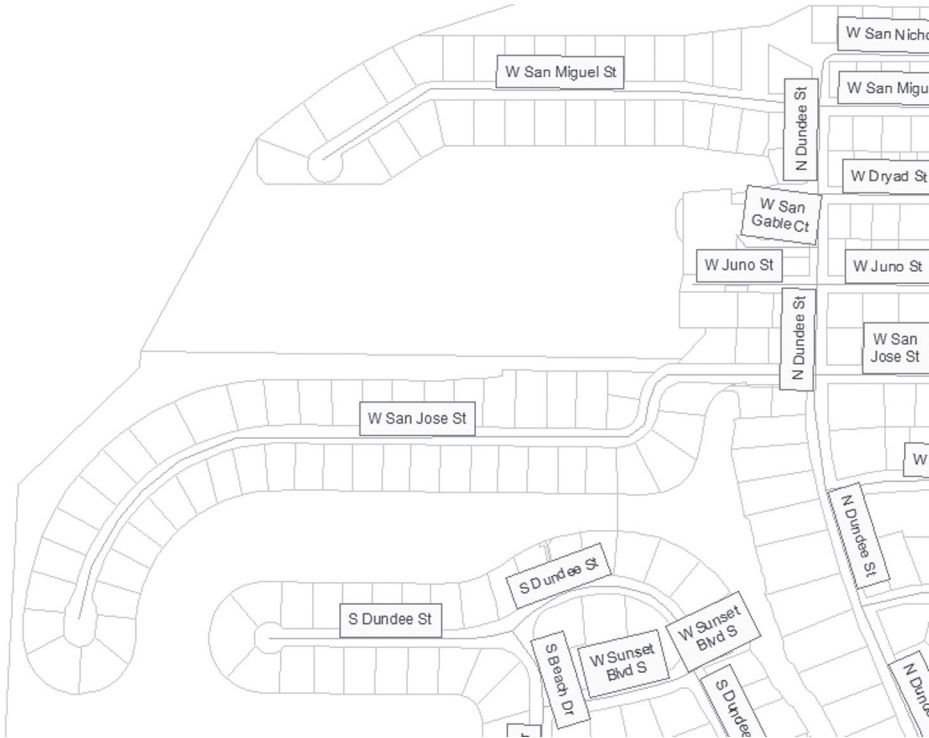 W San Nicho
W San Miguel St
W San Migu
N Dundee St
W Dryad St
W San
Gable Ct
W Juno St
W Juno St
N Dundee St
W San
Jose St
W San Jose St
W
N Dundee St
S Dundee St
S Dundee St
W Sunset
Blvd S
S Beach Dr
W Sunset
Blvd S
N Dund
S Dundee